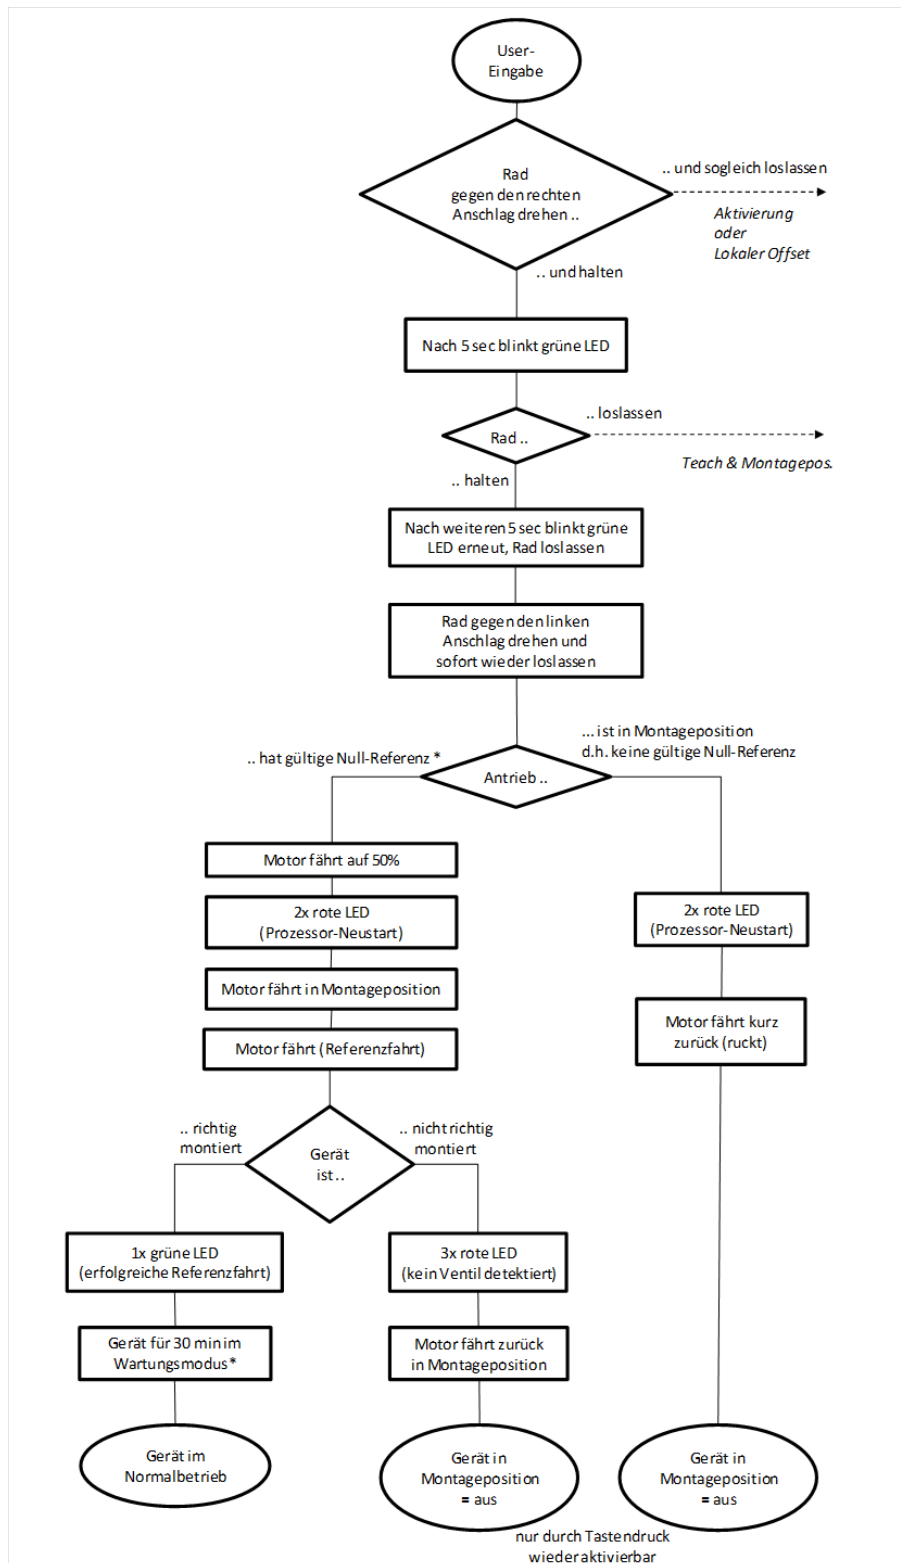 User-
Eingabe
Rad
gegen den rechten
Anschlag drehen ..
.. und sogleich loslassen
Aktivierung
oder
Lokaler Offset
.. und halten
Nach 5 sec blinkt grüne LED
Rad ..
.. loslassen
Teach & Montagepos.
.. halten
Nach weiteren 5 sec blinkt grüne
LED erneut, Rad loslassen
Rad gegen den linken
Anschlag drehen und
sofort wieder loslassen
.. hat gültige Null-Referenz *
... ist in Montageposition
d.h. keine gültige Null-Referenz
Antrieb ..
Motor fährt auf 50%
2x rote LED
(Prozessor-Neustart)
Motor fährt in Montageposition
Motor fährt (Referenzfahrt)
2x rote LED
(Prozessor-Neustart)
Motor fährt kurz
zurück (ruckt)
.. richtig
montiert
.. nicht richtig
montiert
Gerät
ist ..
1x grüne LED
(erfolgreiche Referenzfahrt)
3x rote LED
(kein Ventil detektiert)
Gerät für 30 min im
Wartungsmodus*
Motor fährt zurück
in Montageposition
Gerät im
Normalbetrieb
Gerät in
Montageposition
= aus
Gerät in
Montageposition
= aus
nur durch Tastendruck
wieder aktivierbar